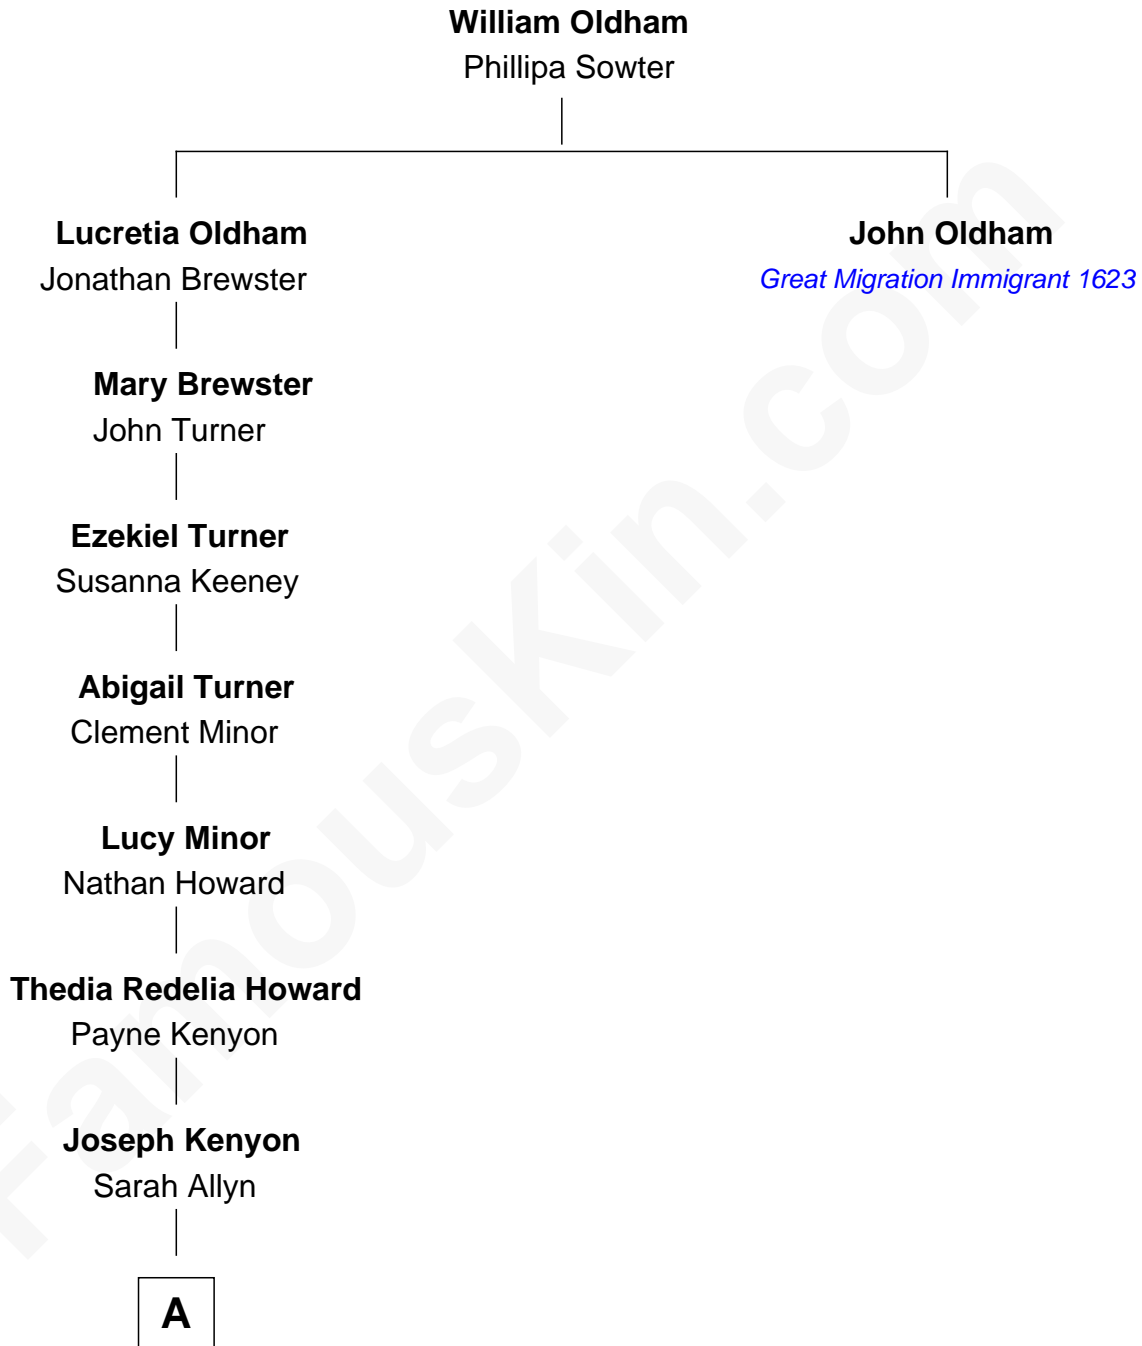 William Oldham
Phillipa Sowter
Lucretia Oldham
Jonathan Brewster
John Oldham
Great Migration Immigrant 1623
Mary Brewster
John Turner
Ezekiel Turner
Susanna Keeney
Abigail Turner
Clement Minor
Lucy Minor
Nathan Howard
Thedia Redelia Howard
Payne Kenyon
Joseph Kenyon
Sarah Allyn
A
FamousKin.com